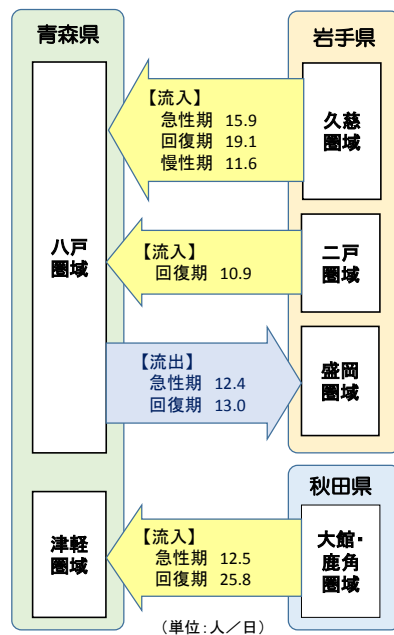 青森県
岩手県
八戸
圏域
【流入】
急性期 15.9
回復期 19.1
慢性期 11.6
久慈
圏域
【流入】
回復期 10.9
二戸
圏域
【流出】
急性期 12.4
回復期 13.0
盛岡
圏域
秋田県
津軽
圏域
【流入】
急性期 12.5
回復期 25.8
大館・
鹿角
圏域
（単位：人／日）